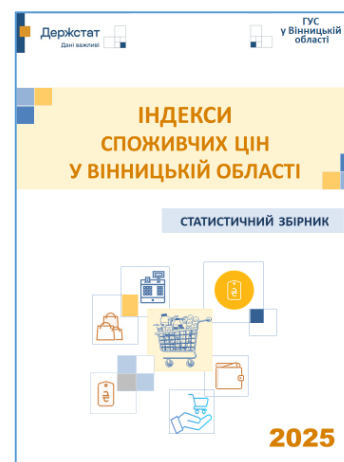 Держстат
Дані важливі
ГУС
у Вінницькій
області
ІНДЕКСИ
СПОЖИВЧИХ ЦІН
У ВІННИЦЬКІЙ ОБЛАСТІ
СТАТИСТИЧНИЙ ЗБІРНИК
₴
₴
2025